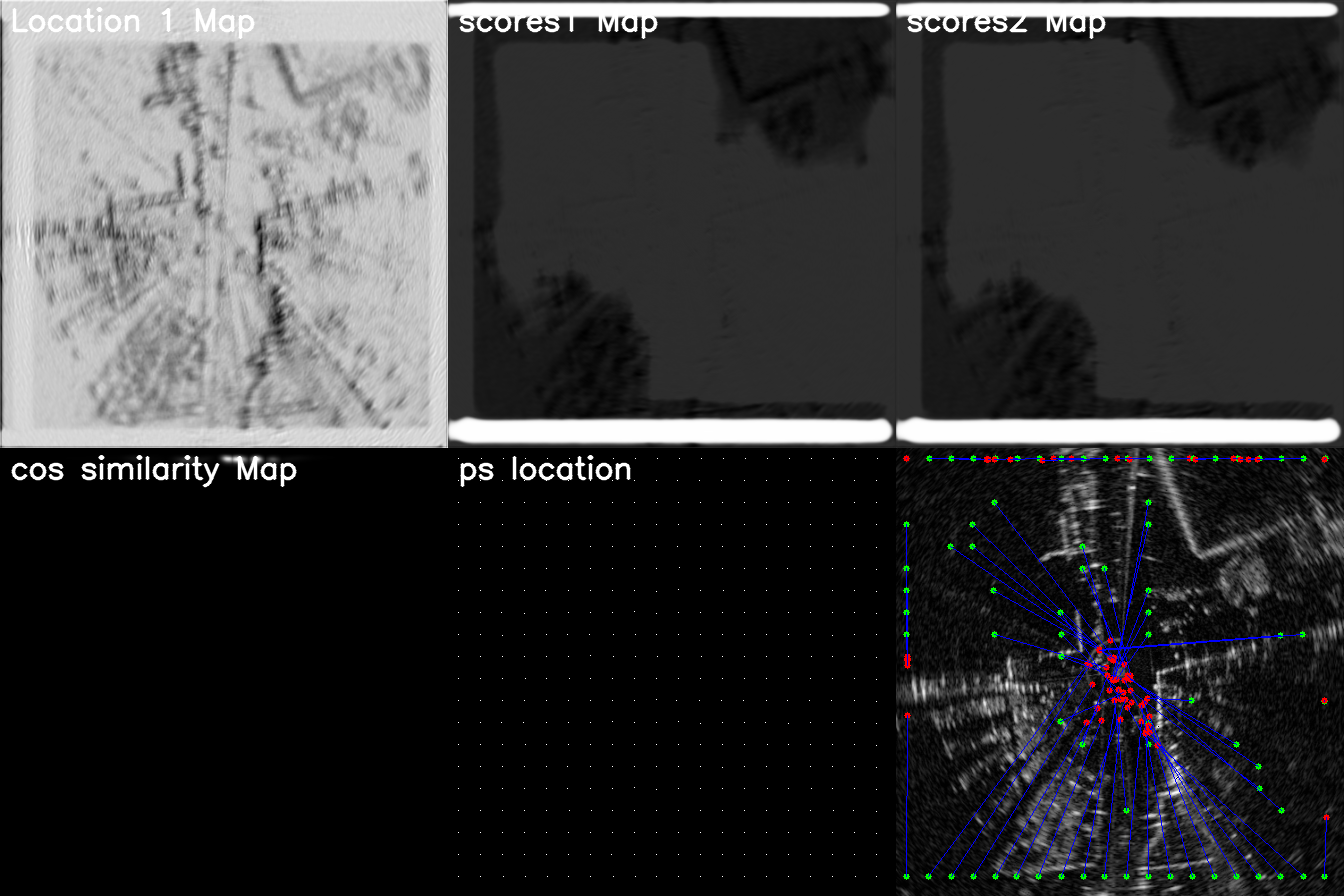 Location 1 Map
scores1 Map
scores2 Map
cos similarity Map
ps location